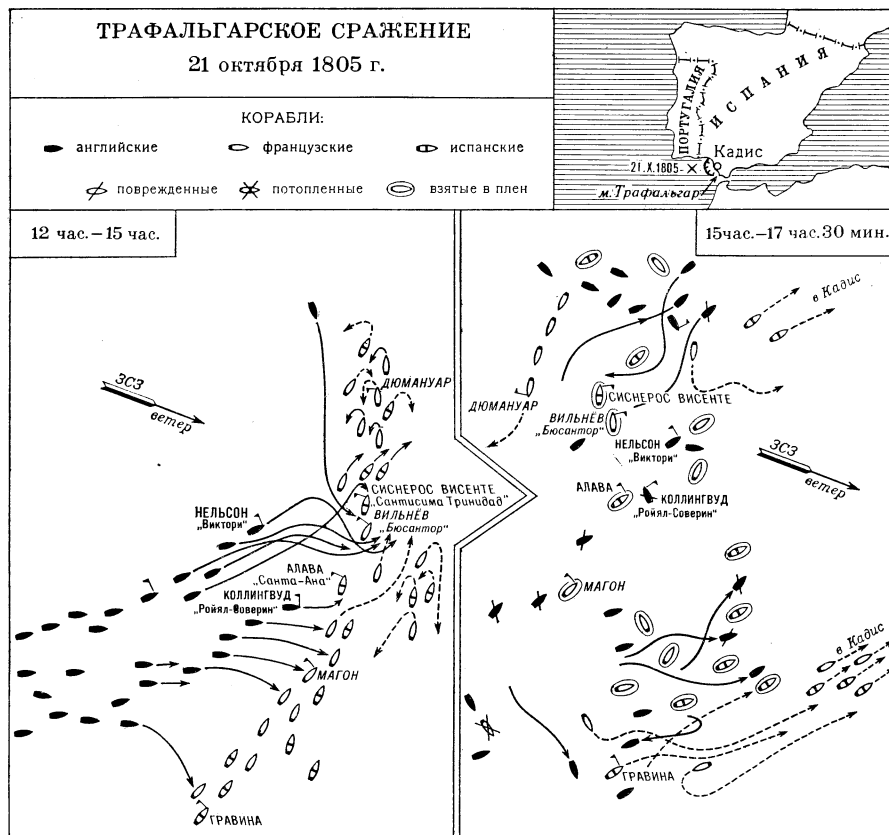 ТРАФАЛЬГАРСКОЕ СРАЖЕНИЕ
21 октября 1805 г.
КОРАБЛИ:
английские
французские
испанские
поврежденные
потопленные
взятые в плен
ПОРТУГАЛИЯ
ИСПАНИЯ
Кадис
21.X.1805-
м. Трафальгар
12 час.–15 час.
ЗСЗ
ветер
ДЮМАНУАР
СИСНЕРОС ВИСЕНТЕ
„Сантисима Тринидад"
НЕЛЬСОН
„Виктори"
ВИЛЬНЁВ
„Бюсантор"
АЛАВА
„Санта-Ана"
КОЛЛИНГВУД
„Ройял-Соверин"
МАГОН
ГРАВИНА
15час.–17 час.30 мин.
в Кадис
ДЮМАНУАР
СИСНЕРОС ВИСЕНТЕ
ВИЛЬНЁВ
„Бюсантор"
НЕЛЬСОН
„Виктори"
ЗСЗ
ветер
АЛАВА
КОЛЛИНГВУД
„Ройял-Соверин"
МАГОН
в Кадис
ГРАВИНА